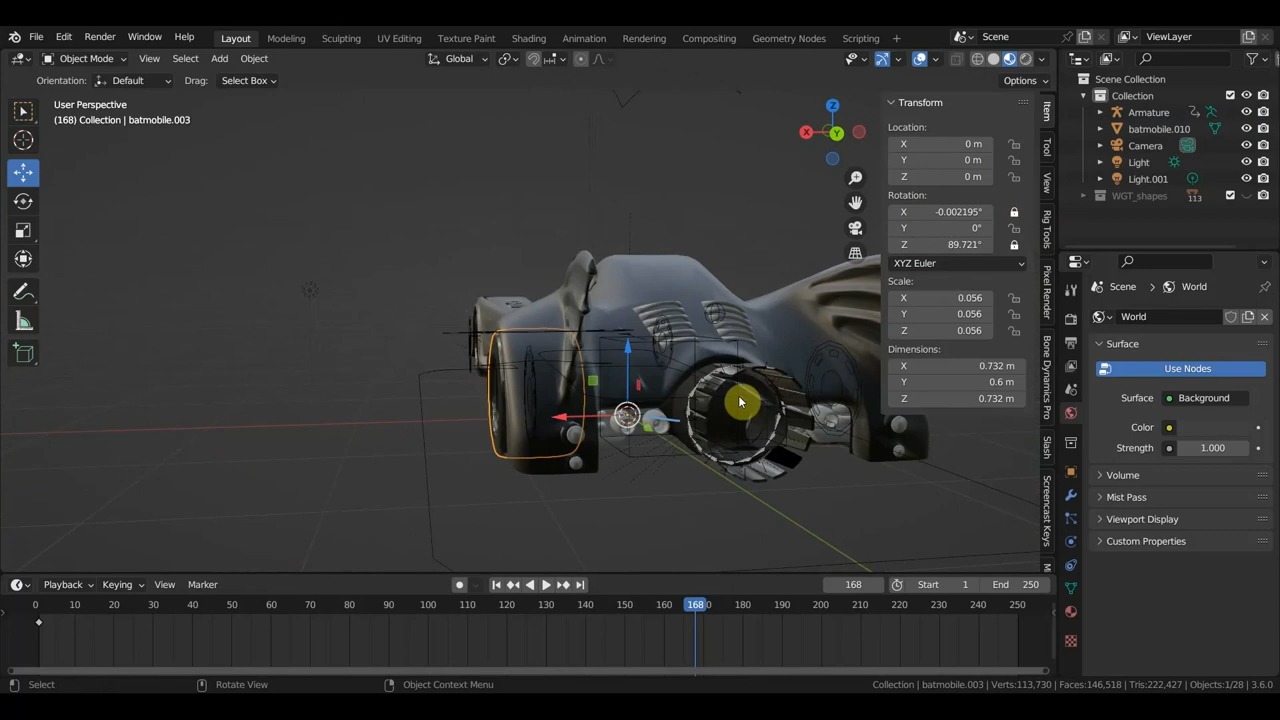 File Edit Render Window Help Layout Modeling Sculpting UV Editing Texture Paint Shading Animation Rendering Compositing Geometry Nodes Scripting + Scene ViewLayer
Object Mode View Select Add Object Global
Orientation: Default Drag: Select Box Options
User Perspective
(168) Collection | batmobile.003
X
Y
Z
Transform
Location:
X 0 m
Y 0 m
Z 0 m
Rotation:
X -0.002195°
Y 0°
Z 89.721°
XYZ Euler
Scale:
X 0.056
Y 0.056
Z 0.056
Dimensions:
X 0.732 m
Y 0.6 m
Z 0.732 m
Item
Tool
View
Rig Tools
Pixel Render
Bone Dynamics Pro
Slash
Screencast Keys
Scene Collection
Collection
Armature
batmobile.010
Camera
Light
Light.001
WGT_shapes 113
Scene World
World
Surface
Use Nodes
Surface Background
Color
Strength 1.000
Volume
Mist Pass
Viewport Display
Custom Properties
Playback Keying View Marker 168 Start 1 End 250
0 10 20 30 40 50 60 70 80 90 100 110 120 130 140 150 160 168 180 190 200 210 220 230 240 250
Select Rotate View Object Context Menu Collection | batmobile.003 | Verts:113,730 | Faces:146,518 | Tris:222,427 | Objects:1/28 | 3.6.0